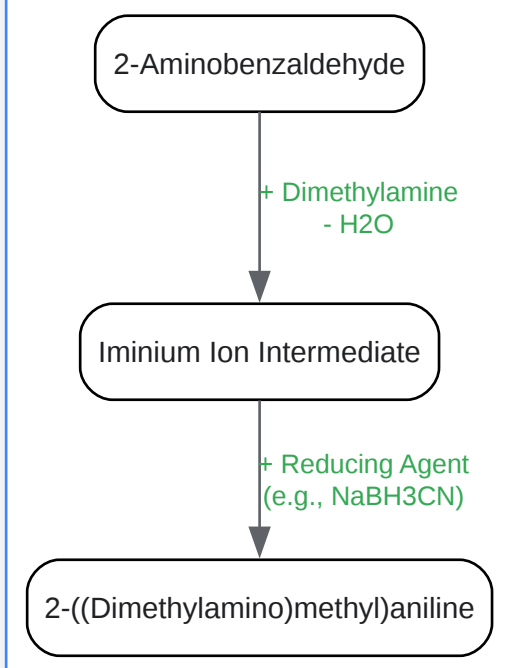 2-Aminobenzaldehyde
+ Dimethylamine
- H2O
Iminium Ion Intermediate
+ Reducing Agent
(e.g., NaBH3CN)
2-((Dimethylamino)methyl)aniline